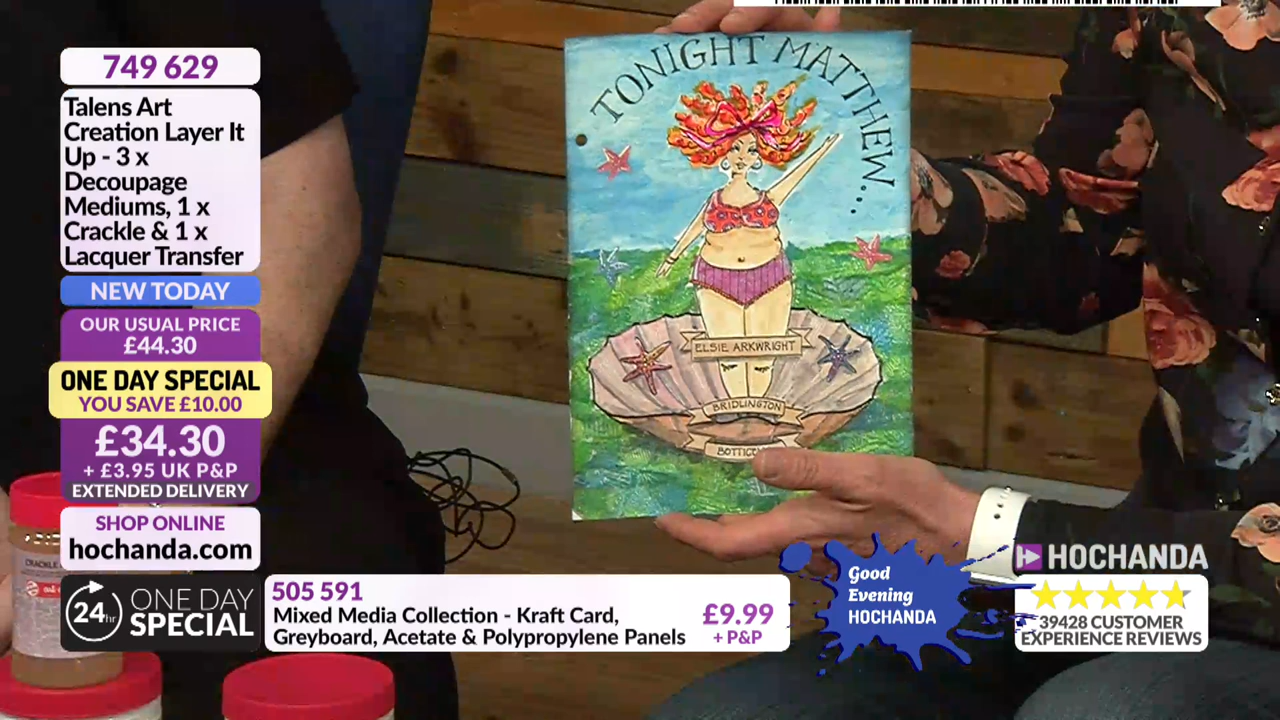 749 629
Talens Art
Creation Layer It
Up - 3 x
Decoupage
Mediums, 1 x
Crackle & 1 x
Lacquer Transfer
NEW TODAY
OUR USUAL PRICE
£44.30
ONE DAY SPECIAL
YOU SAVE £10.00
£34.30
+ £3.95 UK P&P
EXTENDED DELIVERY
SHOP ONLINE
hochanda.com
24hr
ONE DAY
SPECIAL
505 591
Mixed Media Collection - Kraft Card,
Greyboard, Acetate & Polypropylene Panels
£9.99
+ P&P
TONIGHT MATTHEW...
ELSIE ARKWRIGHT
BRIDLINGTON
Good
Evening
HOCHANDA
HOCHANDA
39428 CUSTOMER
EXPERIENCE REVIEWS
CRACKLE